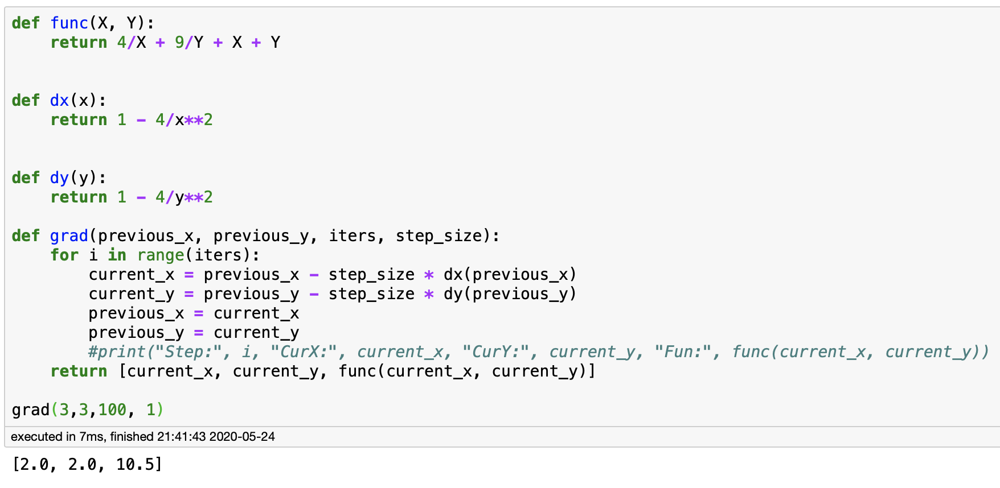 def func(X, Y):
    return 4/X + 9/Y + X + Y
def dx(x):
    return 1 - 4/x**2
def dy(y):
    return 1 - 4/y**2
def grad(previous_x, previous_y, iters, step_size):
    for i in range(iters):
        current_x = previous_x - step_size * dx(previous_x)
        current_y = previous_y - step_size * dy(previous_y)
        previous_x = current_x
        previous_y = current_y
        #print("Step:", i, "CurX:", current_x, "CurY:", current_y, "Fun:", func(current_x, current_y))
    return [current_x, current_y, func(current_x, current_y)]
grad(3,3,100, 1)
executed in 7ms, finished 21:41:43 2020-05-24
[2.0, 2.0, 10.5]